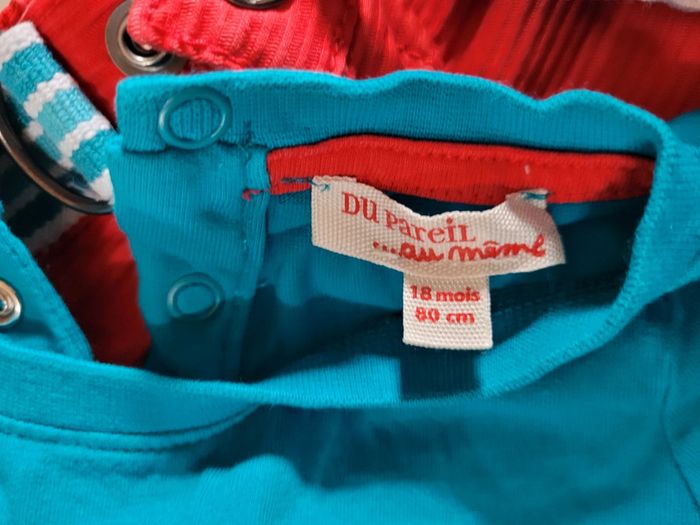 DU PareiL
...au même
18 mois
80 cm